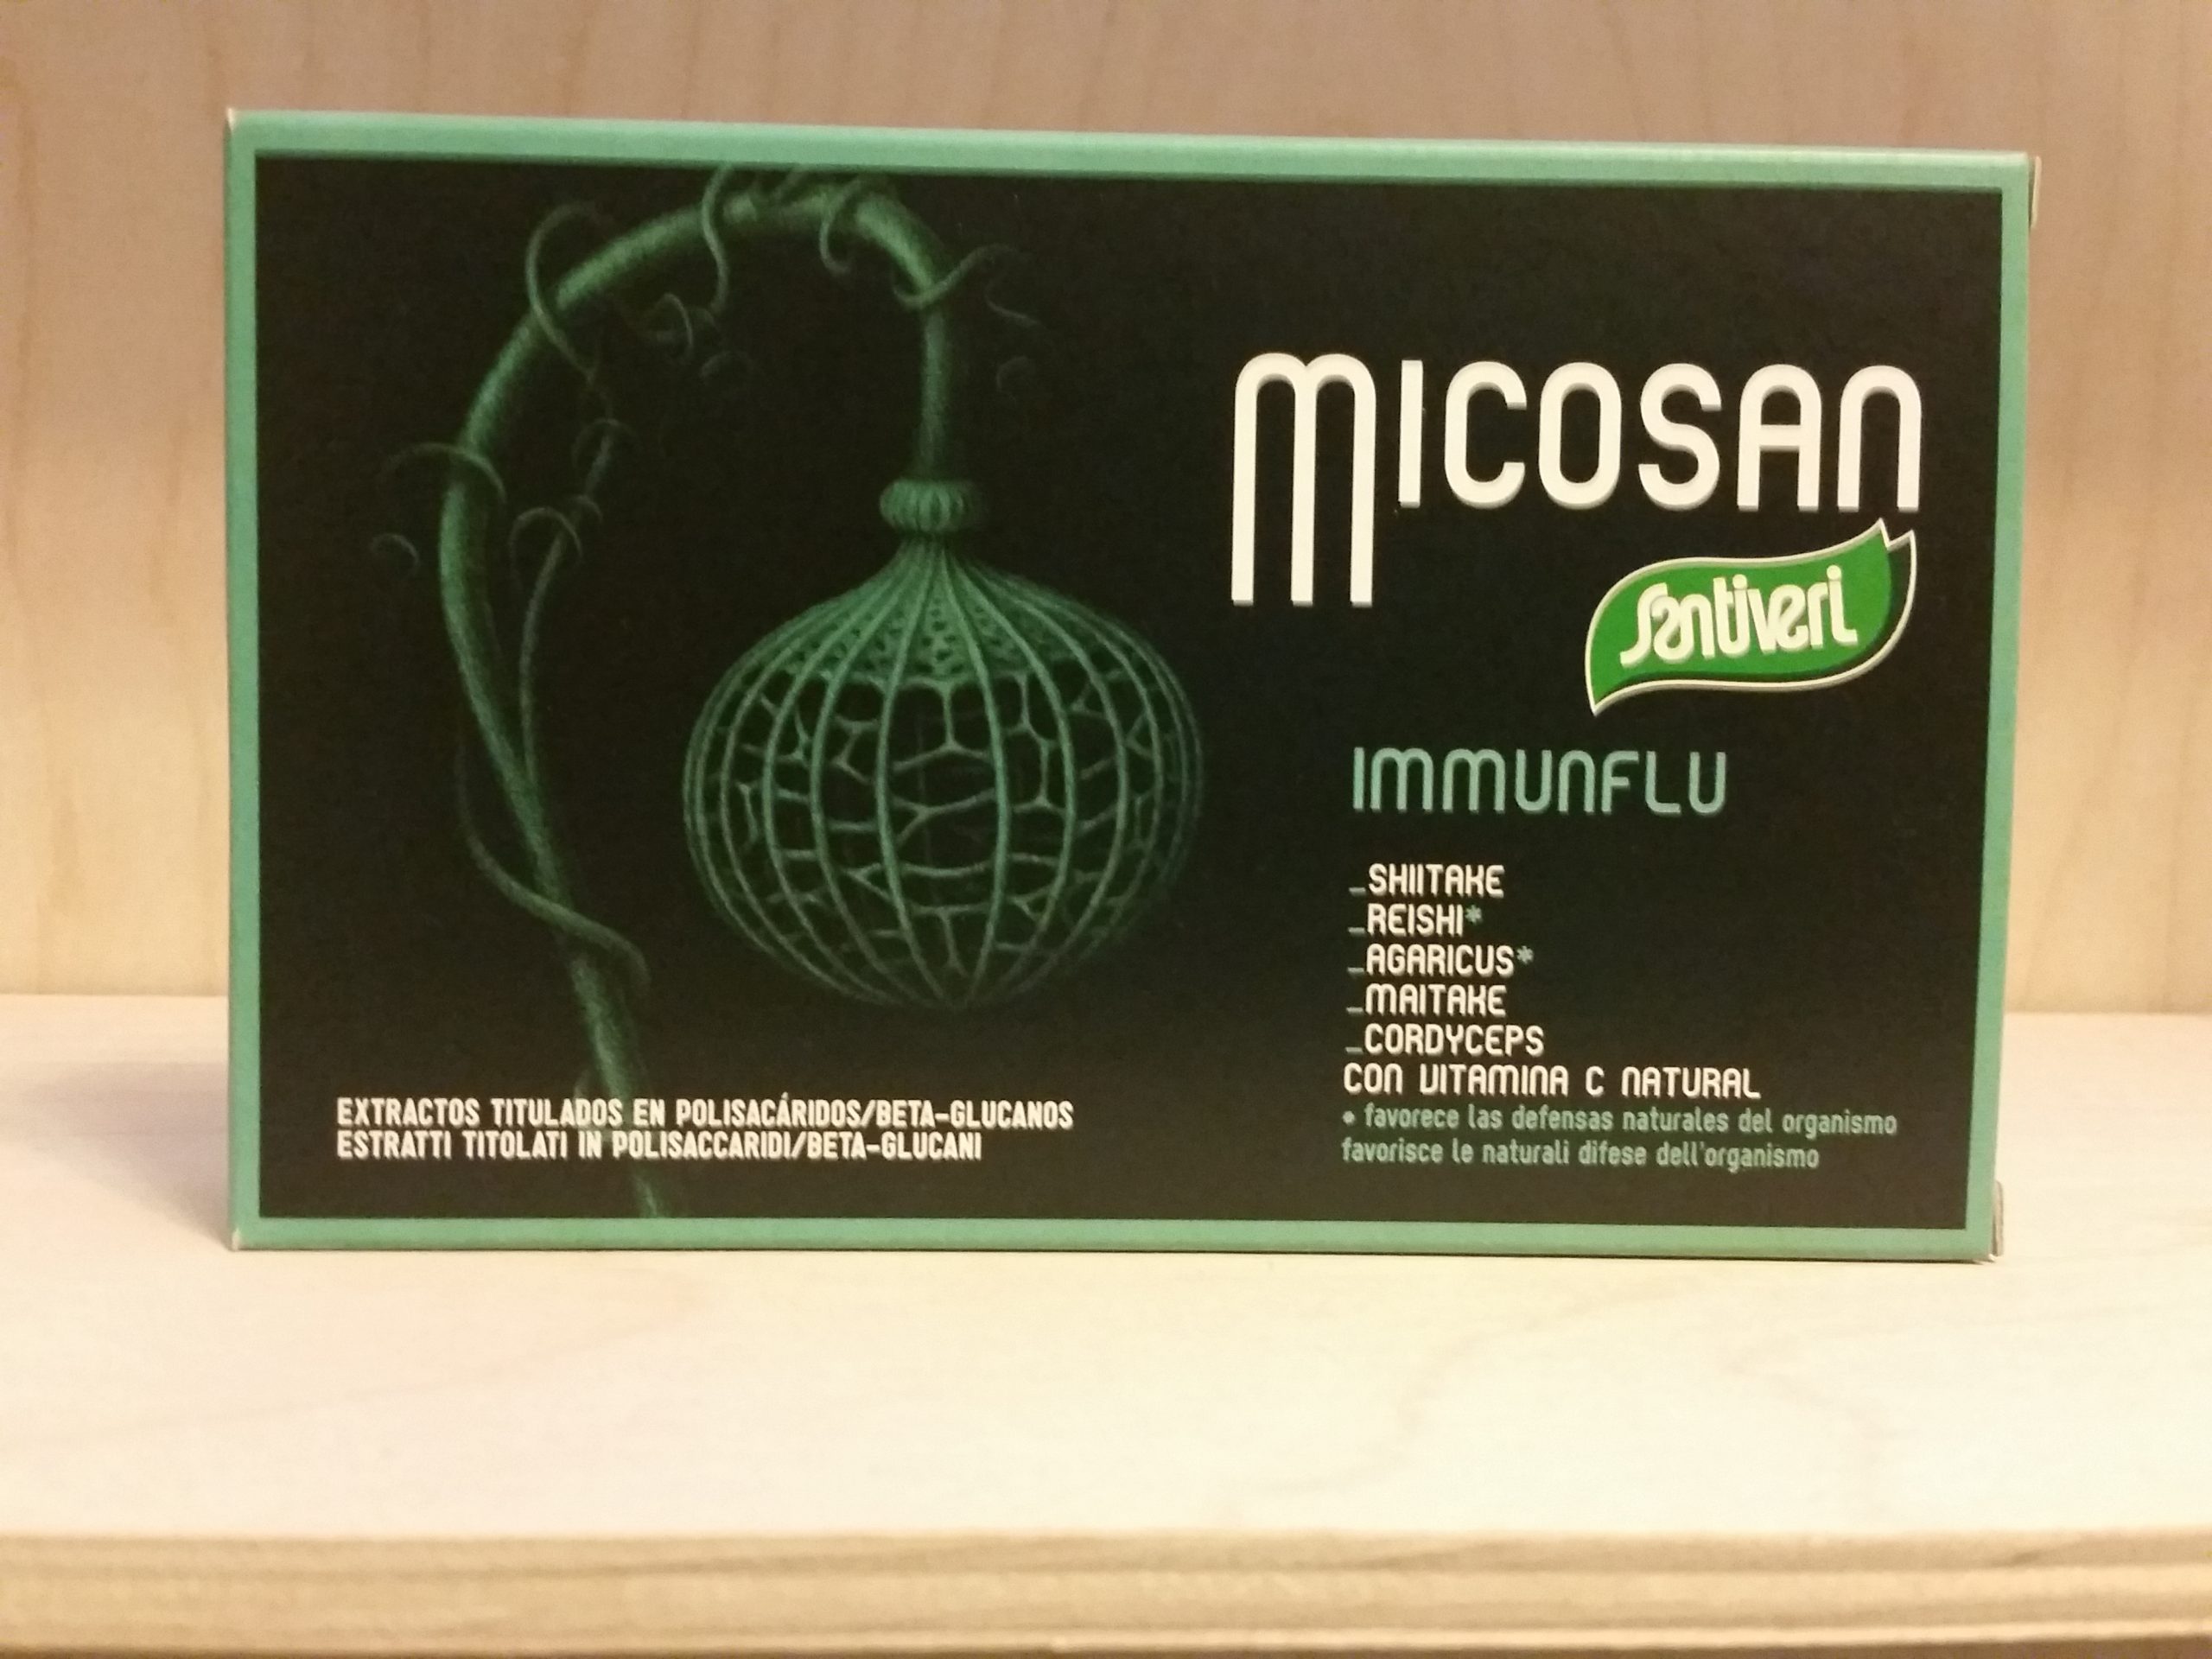 MICOSAN
Santiveri
IMMUNFLU
_SHIITAKE
_REISHI*
_AGARICUS*
_MAITAKE
_CORDYCEPS
CON VITAMINA C NATURAL
* favorece las defensas naturales del organismo
favorisce le naturali difese dell'organismo
EXTRACTOS TITULADOS EN POLISACÁRIDOS/BETA-GLUCANOS
ESTRATTI TITOLATI IN POLISACCARIDI/BETA-GLUCANI